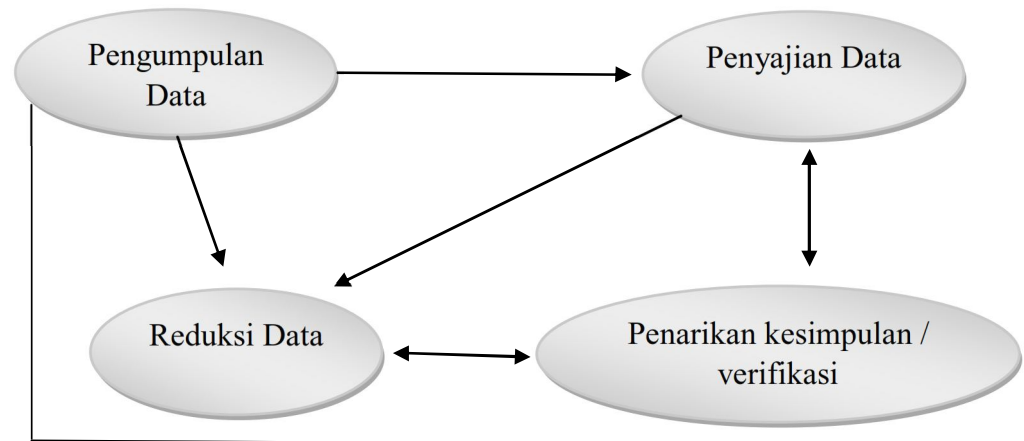 Pengumpulan
Data
Penyajian Data
Reduksi Data
Penarikan kesimpulan /
verifikasi